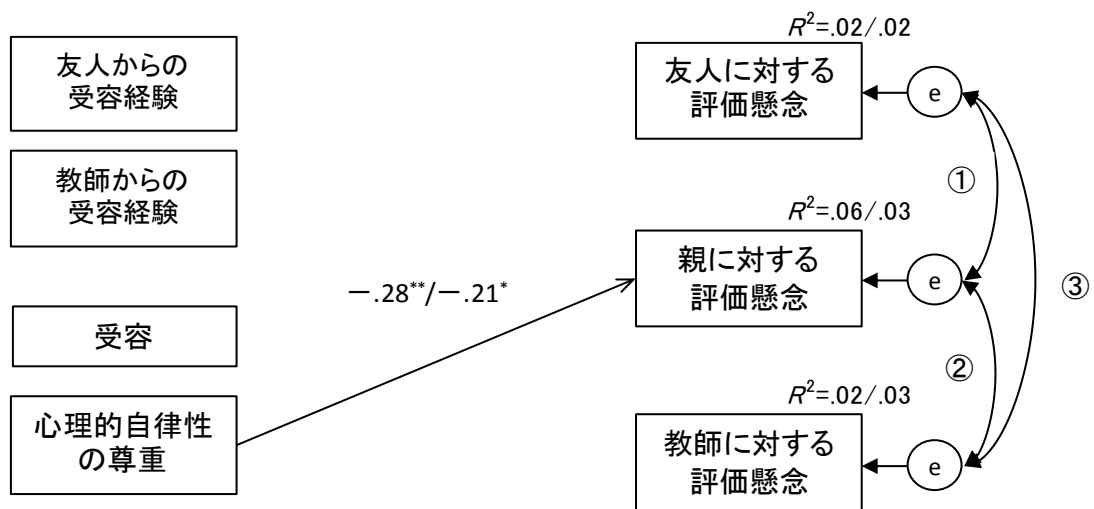 友人からの
受容経験
教師からの
受容経験
受容
心理的自律性
の尊重
－.28**/－.21*
R²=.02/.02
友人に対する
評価懸念
e
①
R²=.06/.03
親に対する
評価懸念
e
③
②
R²=.02/.03
教師に対する
評価懸念
e